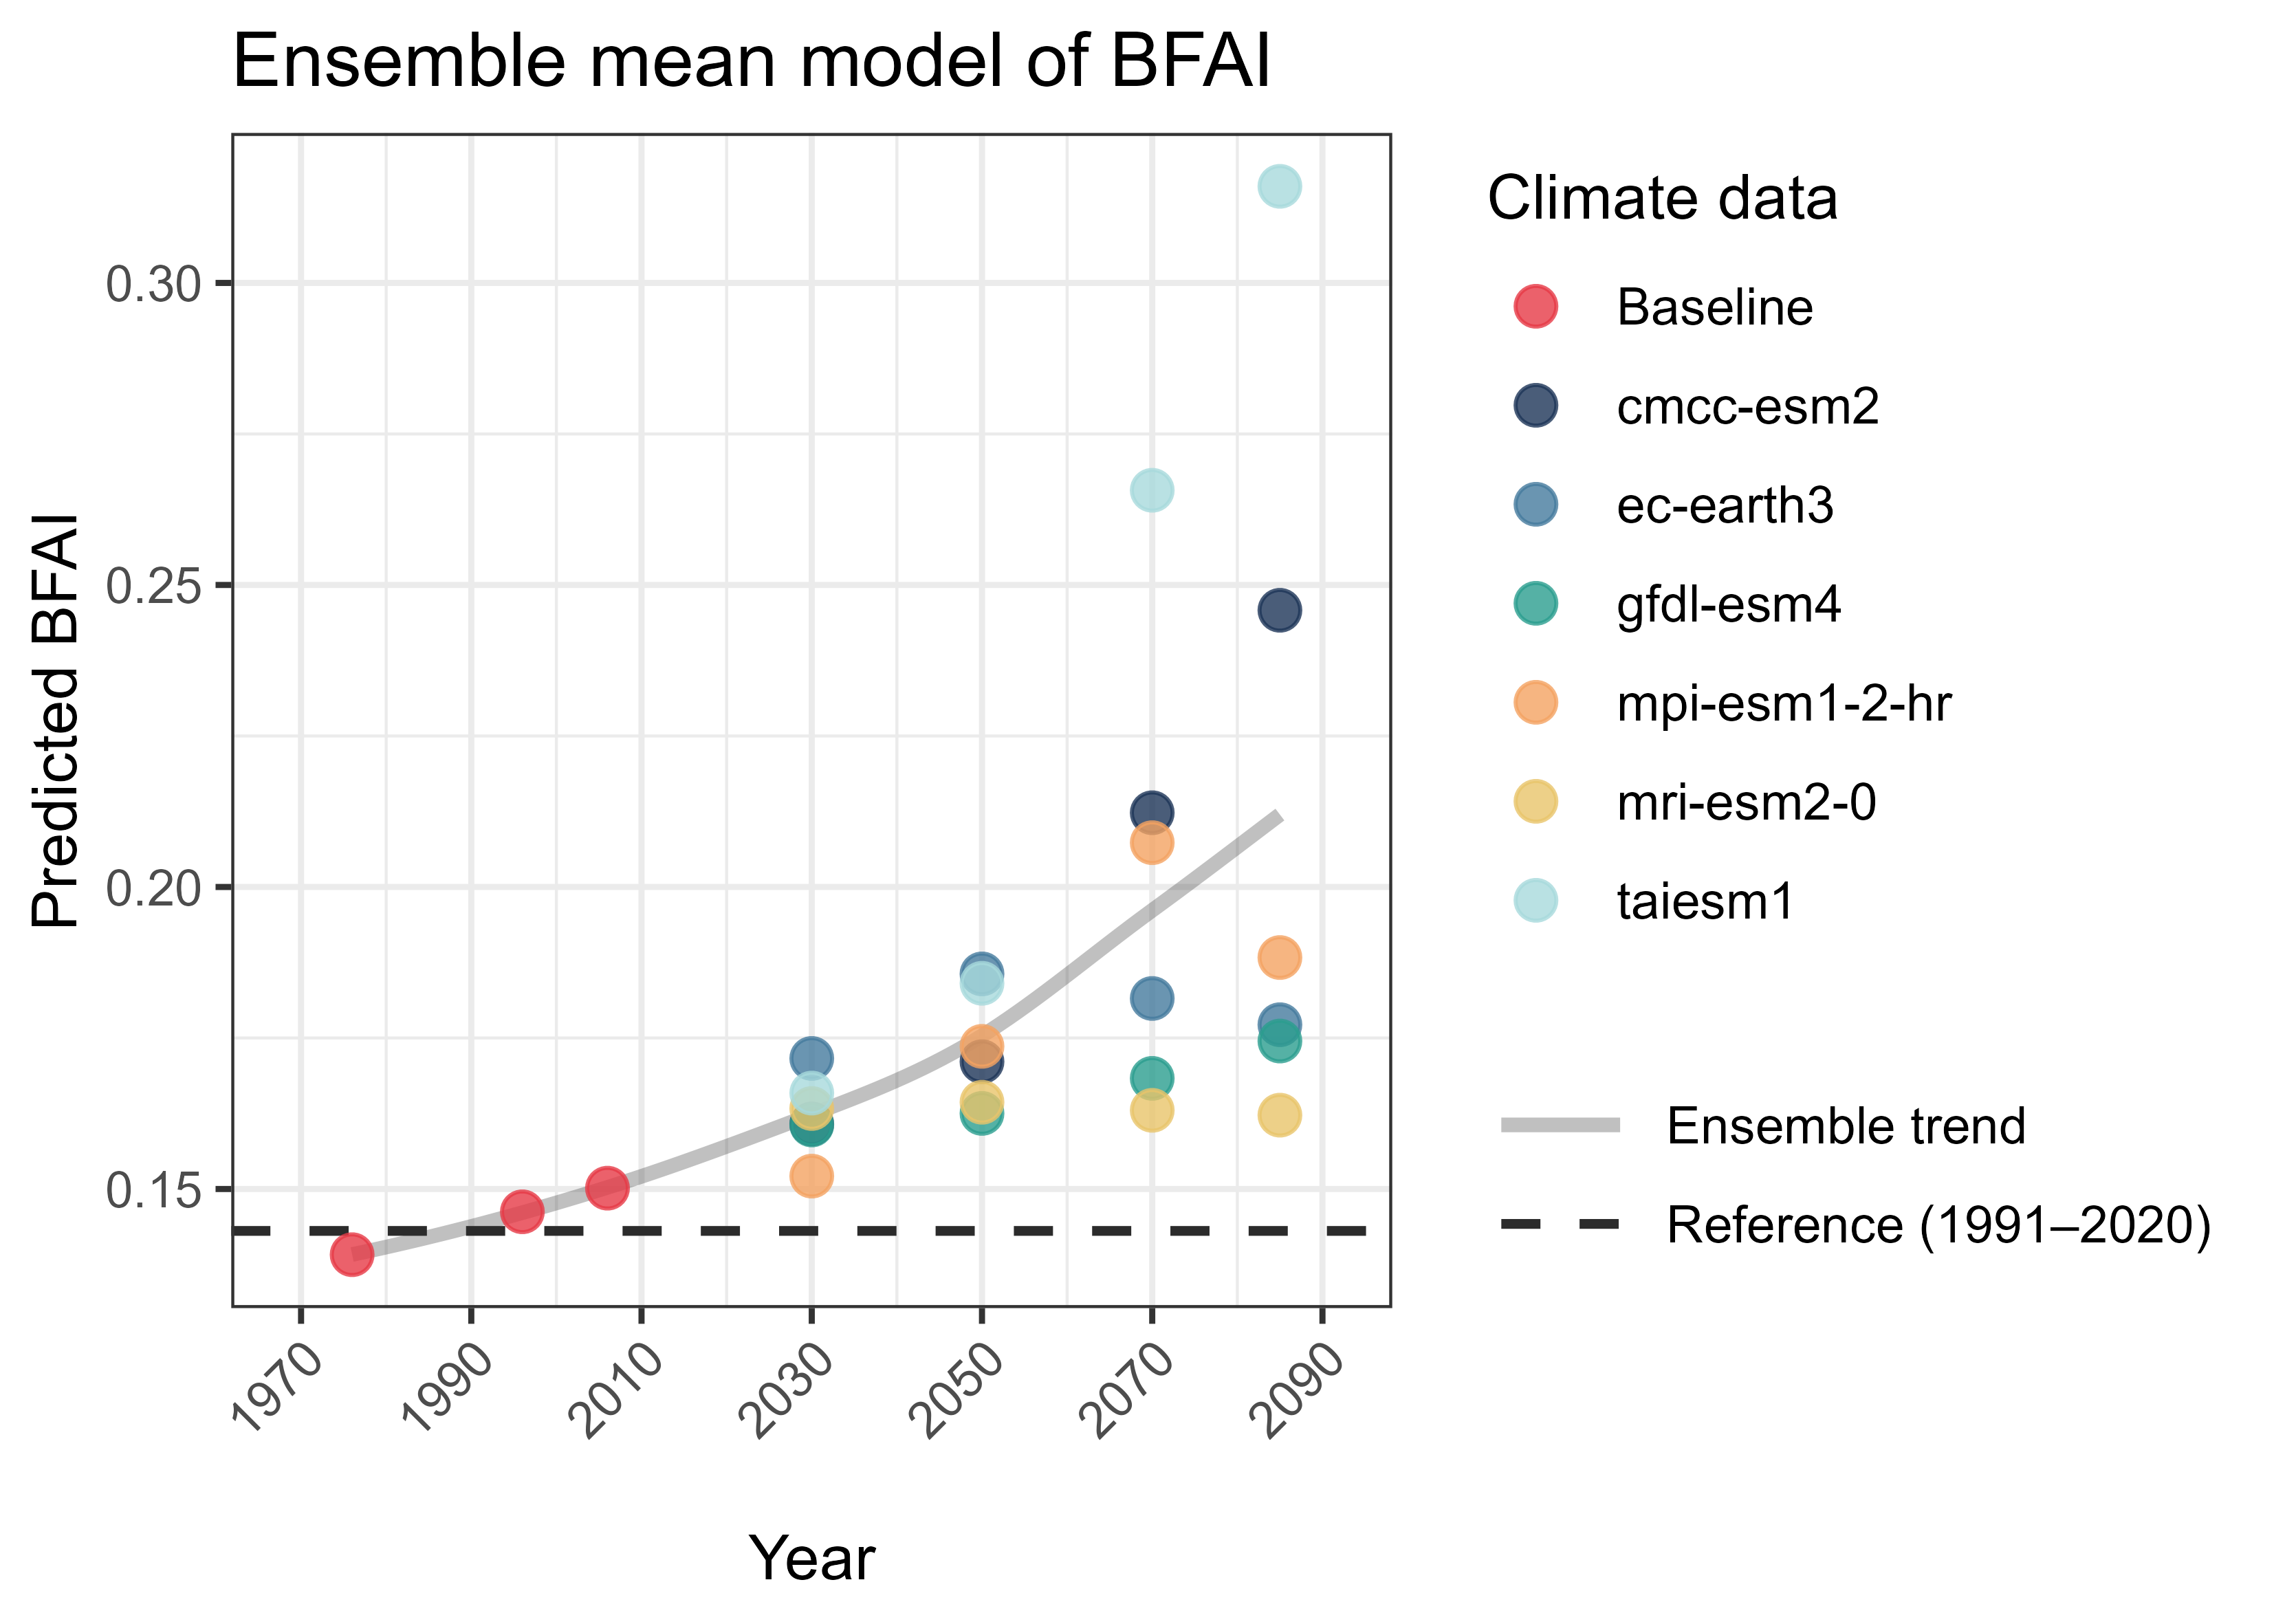 Ensemble mean model of BFAI
Predicted BFAI
0.30
0.25
0.20
0.15
1970
1990
2010
2030
2050
2070
2090
Year
Climate data
Baseline
cmcc-esm2
ec-earth3
gfdl-esm4
mpi-esm1-2-hr
mri-esm2-0
taiesm1
Ensemble trend
Reference (1991–2020)